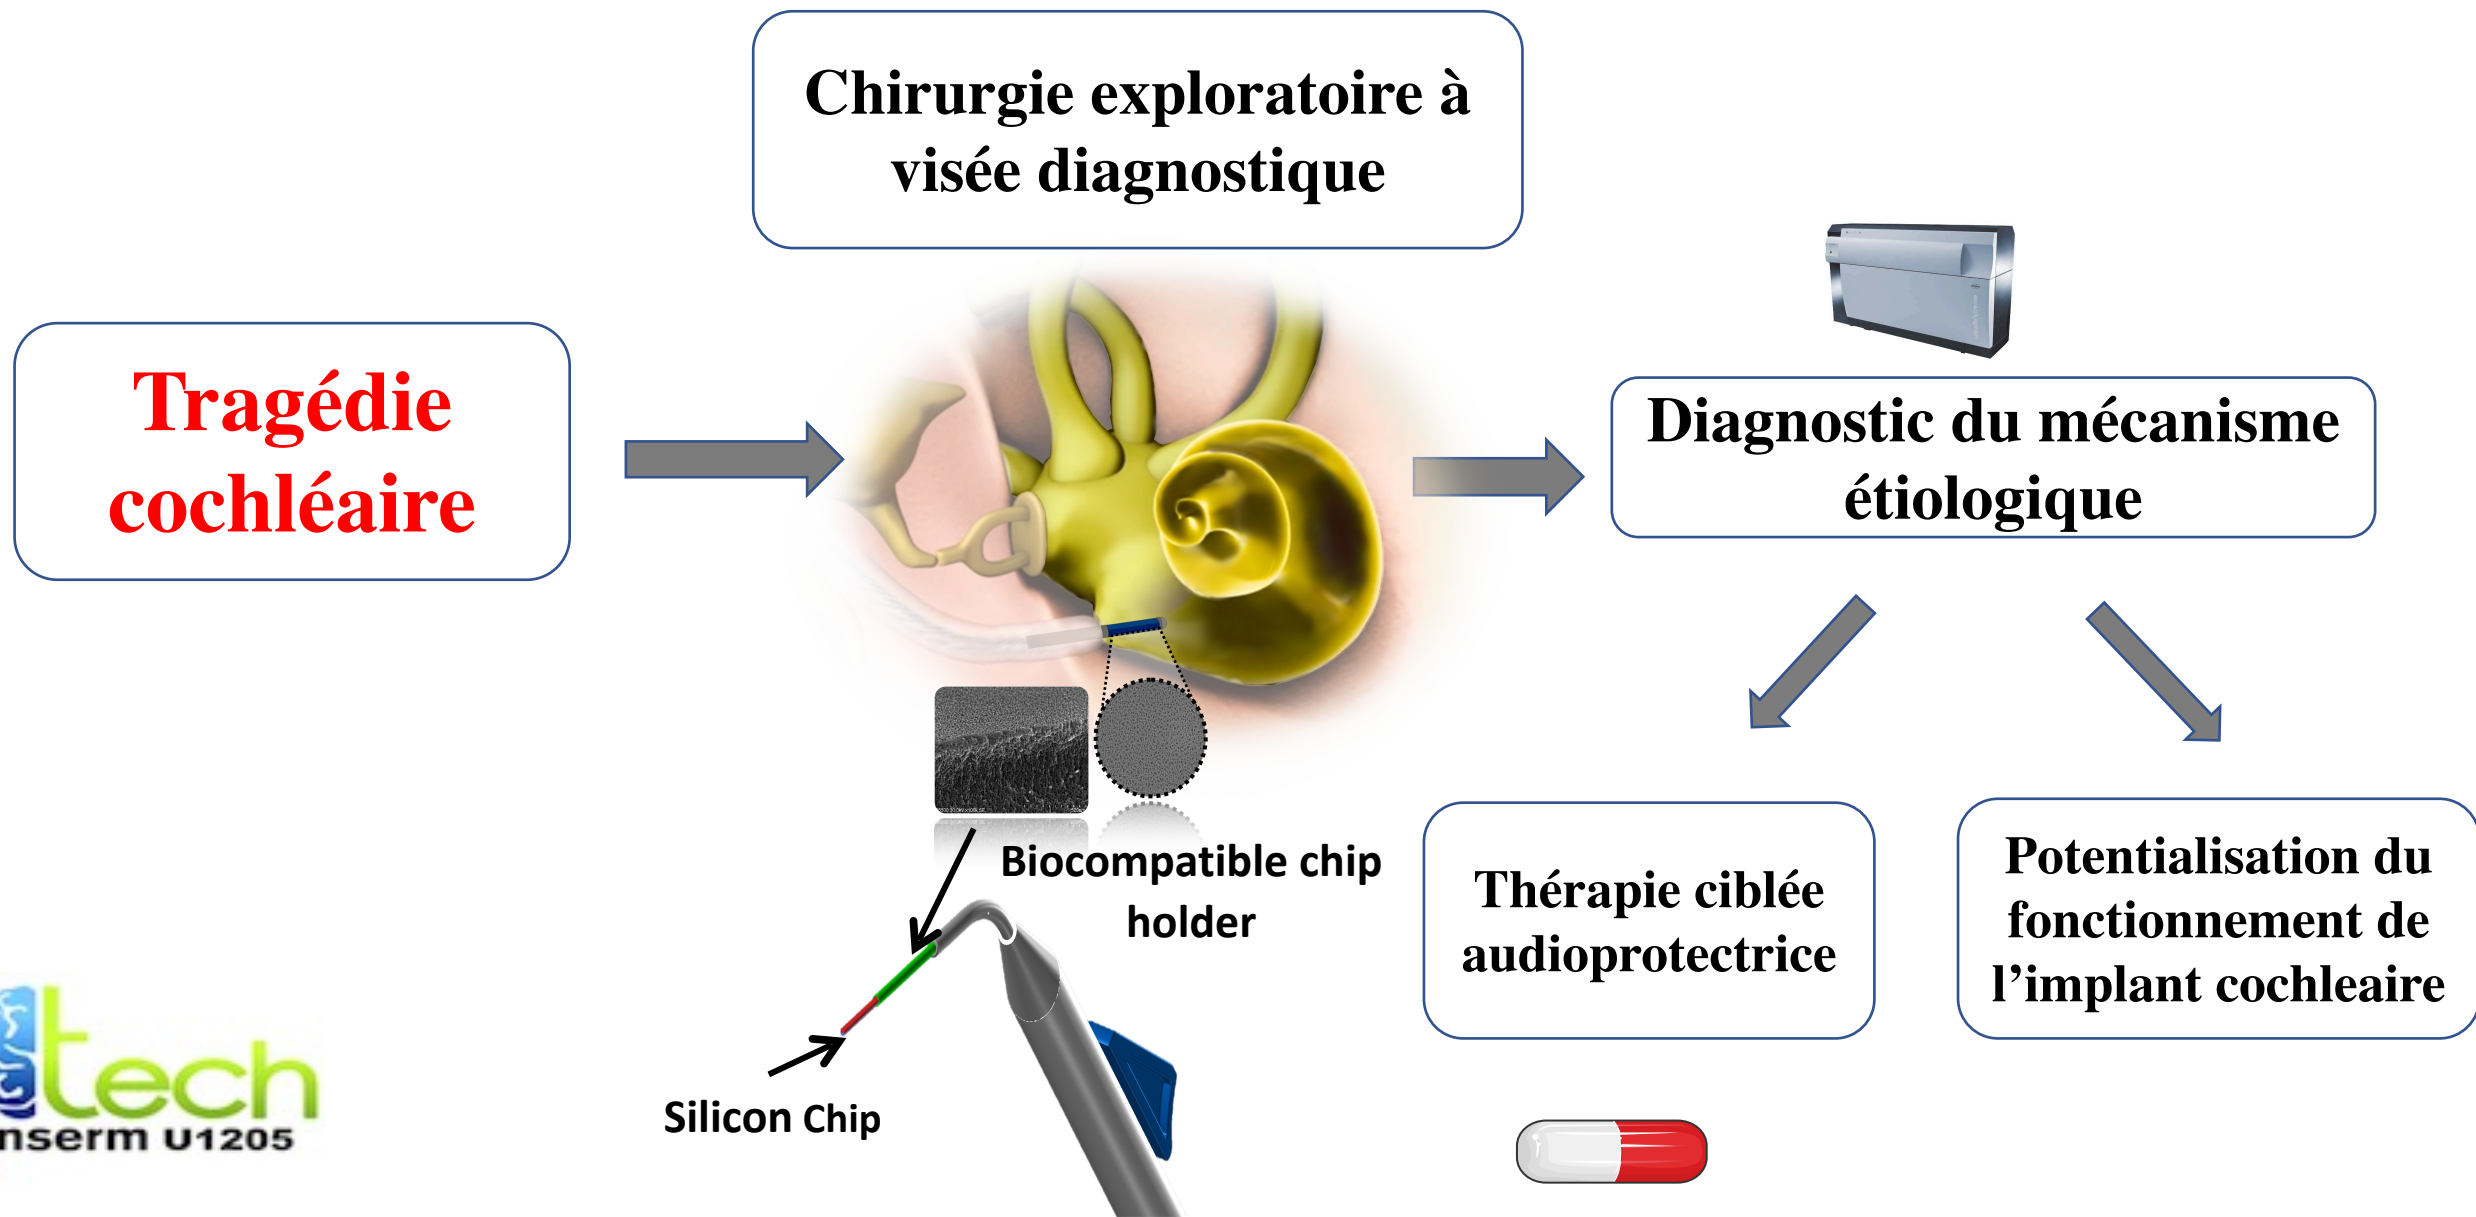 Chirurgie exploratoire à
visée diagnostique
Tragédie
cochléaire
Diagnostic du mécanisme
étiologique
Biocompatible chip
holder
Silicon Chip
Thérapie ciblée
audioprotectrice
Potentialisation du
fonctionnement de
l’implant cochleaire
tech
nserm U1205